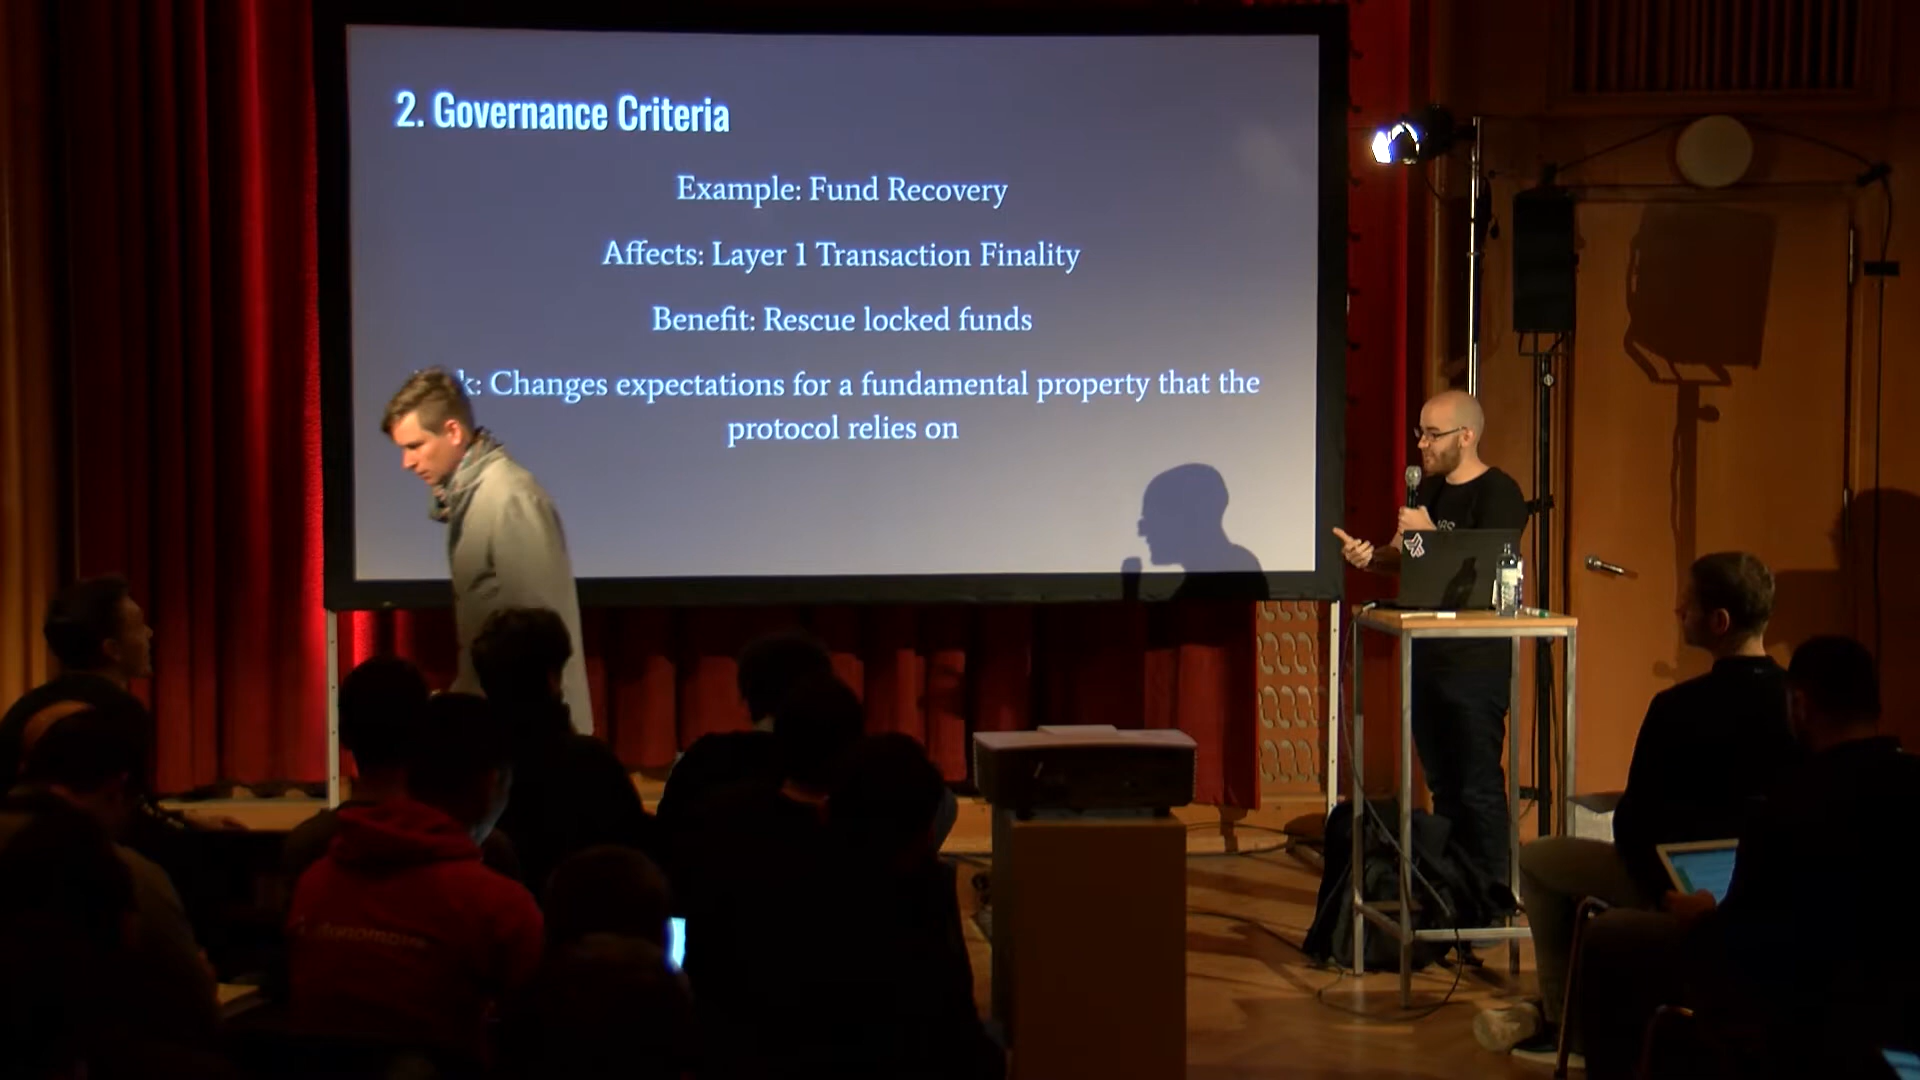 2. Governance Criteria
Example: Fund Recovery
Affects: Layer 1 Transaction Finality
Benefit: Rescue locked funds
k: Changes expectations for a fundamental property that the
protocol relies on